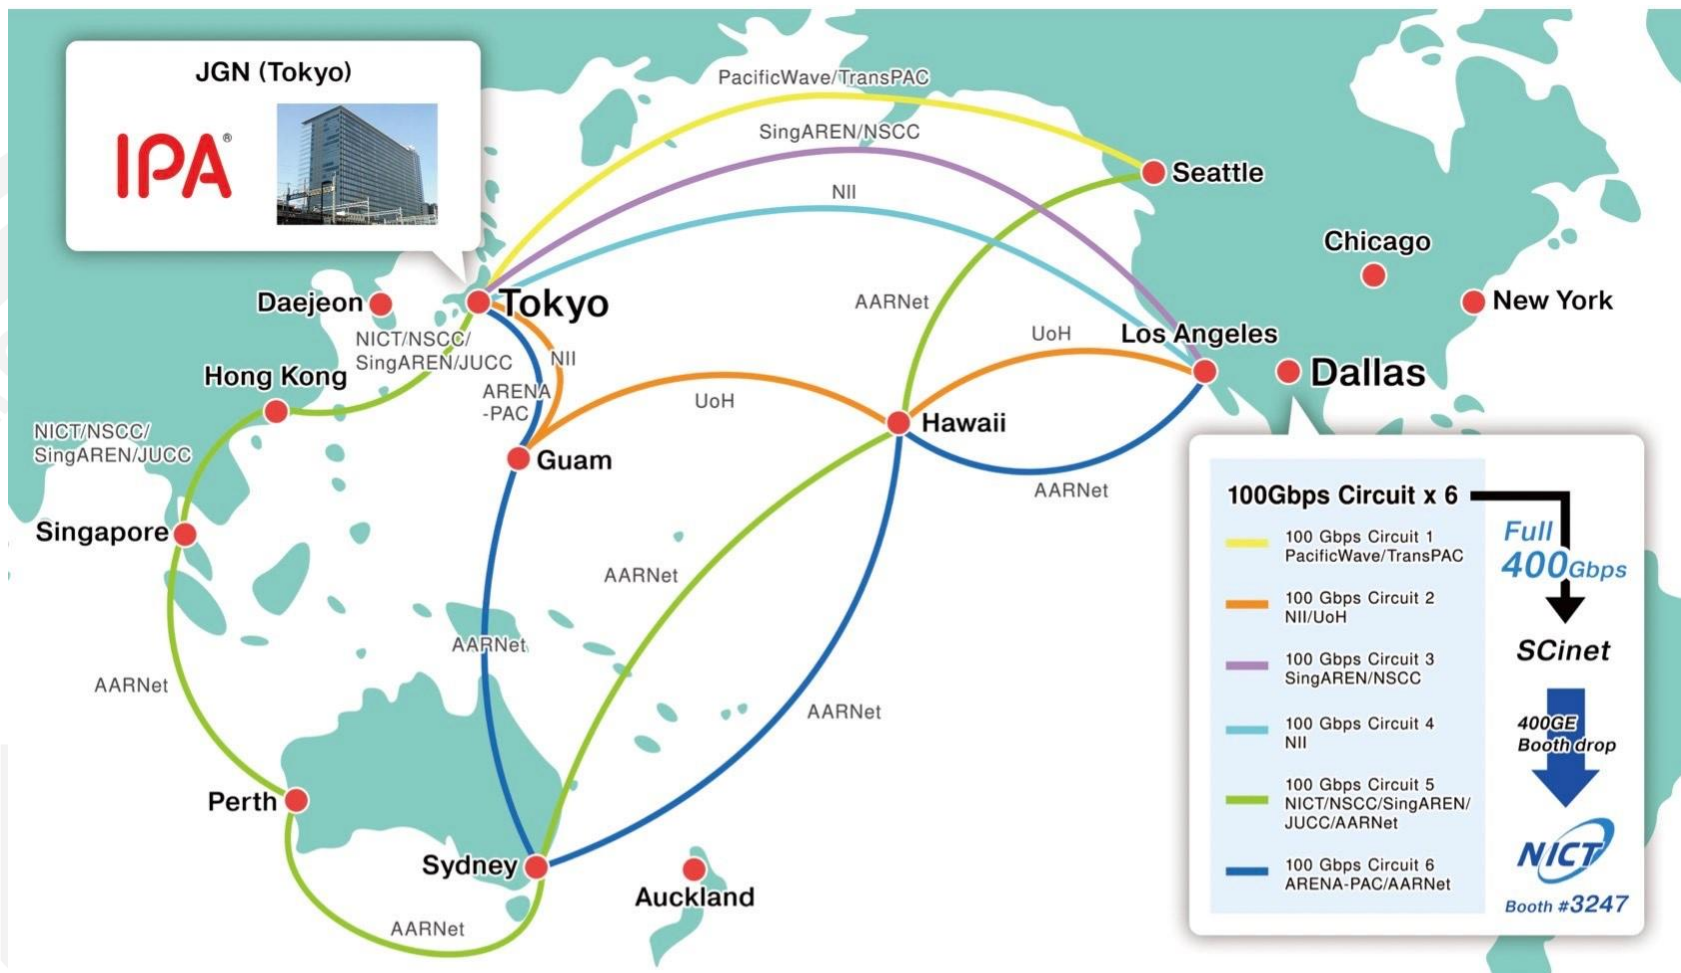 JGN (Tokyo)
IPA®
PacificWave/TransPAC
SingAREN/NSCC
NII
Seattle
Chicago
New York
Daejeon
Tokyo
AARNet
Los Angeles
UoH
Dallas
NICT/NSCC/
SingAREN/JUCC
NII
Hong Kong
ARENA
-PAC
UoH
Hawaii
NICT/NSCC/
SingAREN/JUCC
Guam
AARNet
Singapore
AARNet
AARNet
AARNet
AARNet
Perth
Sydney
Auckland
AARNet
100Gbps Circuit x 6
100 Gbps Circuit 1
PacificWave/TransPAC
100 Gbps Circuit 2
NII/UoH
100 Gbps Circuit 3
SingAREN/NSCC
100 Gbps Circuit 4
NII
100 Gbps Circuit 5
NICT/NSCC/SingAREN/
JUCC/AARNet
100 Gbps Circuit 6
ARENA-PAC/AARNet
Full
400Gbps
SCinet
400GE
Booth drop
NICT
Booth #3247